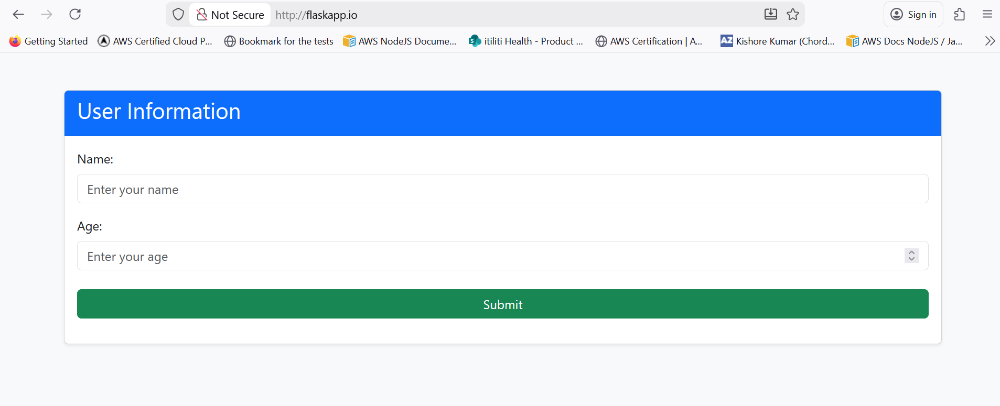 Not Secure http://flaskapp.io Sign in
Getting Started AWS Certified Cloud P... Bookmark for the tests AWS NodeJS Docume... itiliti Health - Product ... AWS Certification | A... AZ Kishore Kumar (Chord... AWS Docs NodeJS / Ja...
User Information
Name:
Enter your name
Age:
Enter your age
Submit